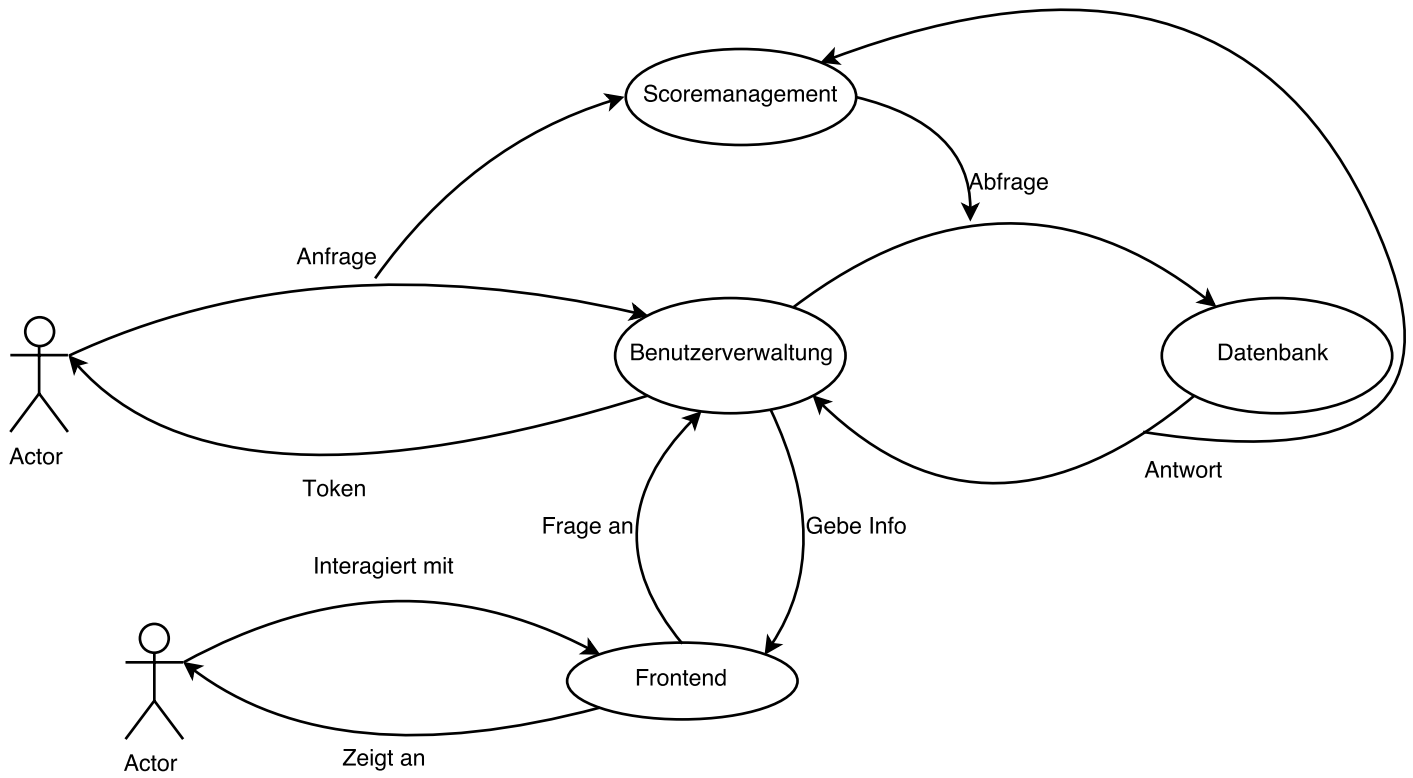 Scoremanagement
Abfrage
Anfrage
Benutzerverwaltung
Datenbank
Actor
Antwort
Token
Frage an
Gebe Info
Interagiert mit
Frontend
Zeigt an
Actor